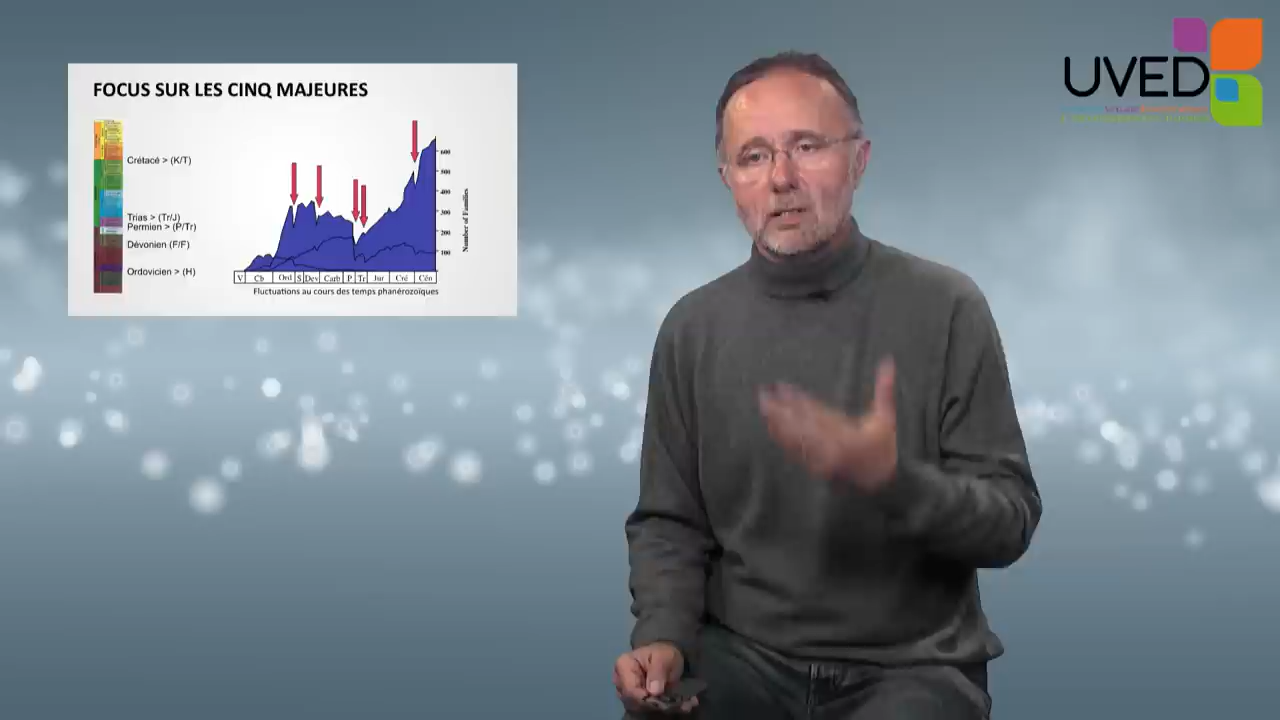 FOCUS SUR LES CINQ MAJEURES
Crétacé > (K/T)
Trias > (Tr/J)
Permien > (P/Tr)
Dévonien (F/F)
Ordovicien > (H)
600
500
400
300
200
100
Number of Families
V Cb Ord S Dev Carb P Tr Jur Cré Cén
Fluctuations au cours des temps phanérozoïques
UVED